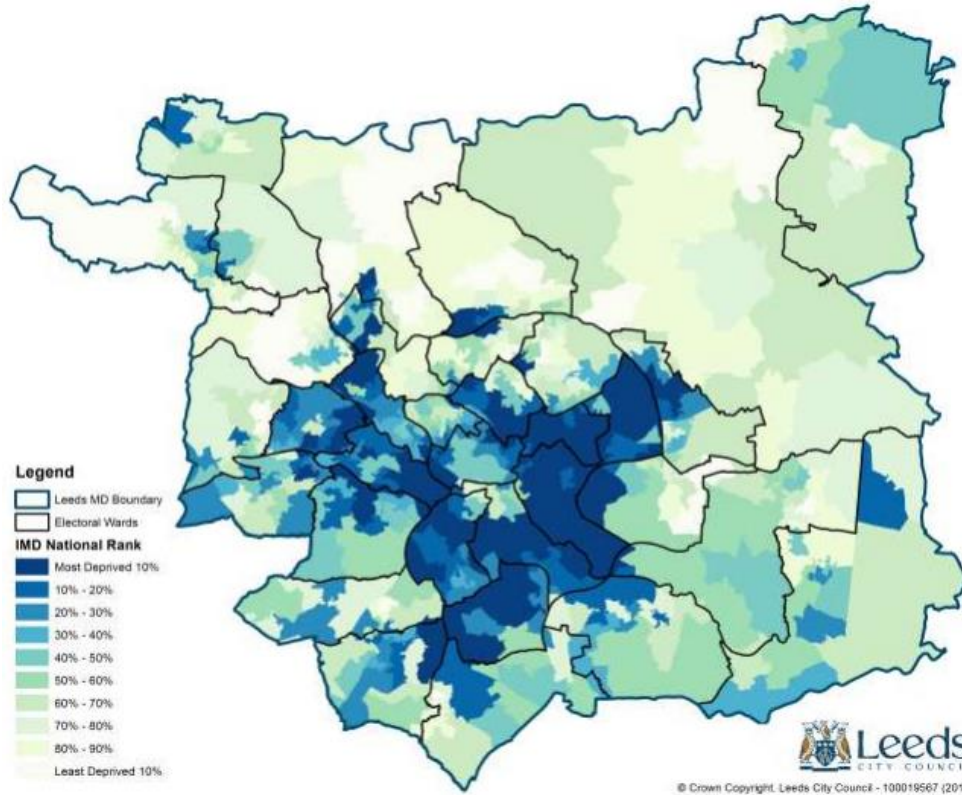 Legend
Leeds MD Boundary
Electoral Wards
IMD National Rank
Most Deprived 10%
10% - 20%
20% - 30%
30% - 40%
40% - 50%
50% - 60%
60% - 70%
70% - 80%
80% - 90%
Least Deprived 10%
Leeds
CITY COUNCI
© Crown Copyright. Leeds City Council - 100019567 (201